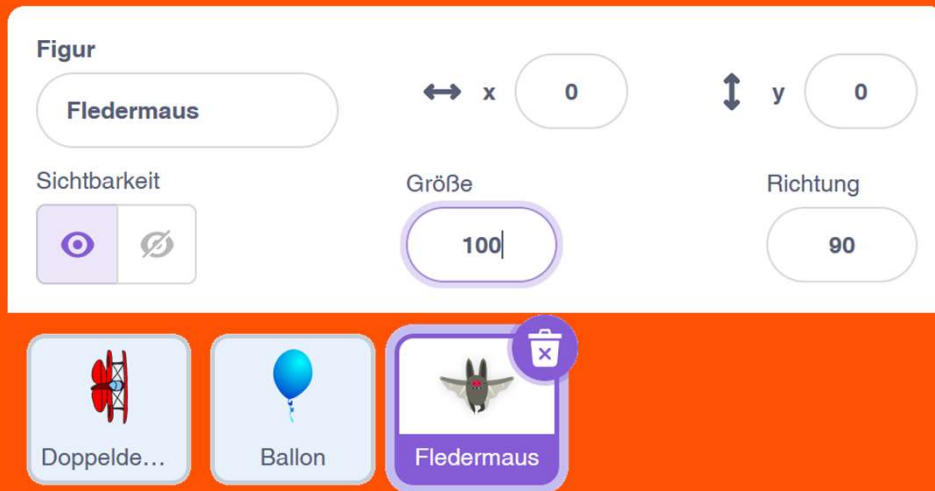 Figur
Fledermaus
x 0
y 0
Sichtbarkeit
Größe
Richtung
100
90
Doppelde...
Ballon
Fledermaus